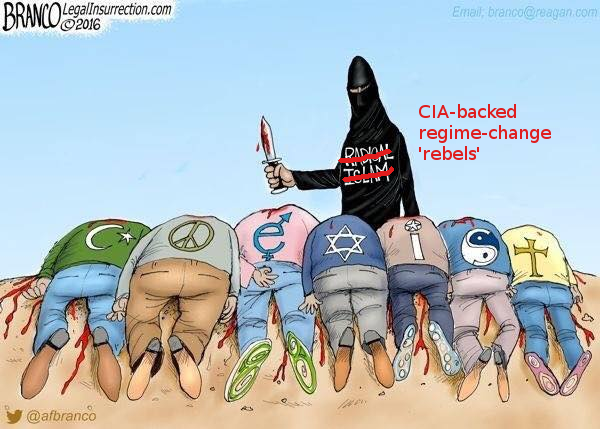 BRANCO LegalInsurrection.com
©2016
Email: branco@reagan.com
CIA-backed
regime-change
'rebels'
RADICAL
ISLAM
@afbranco